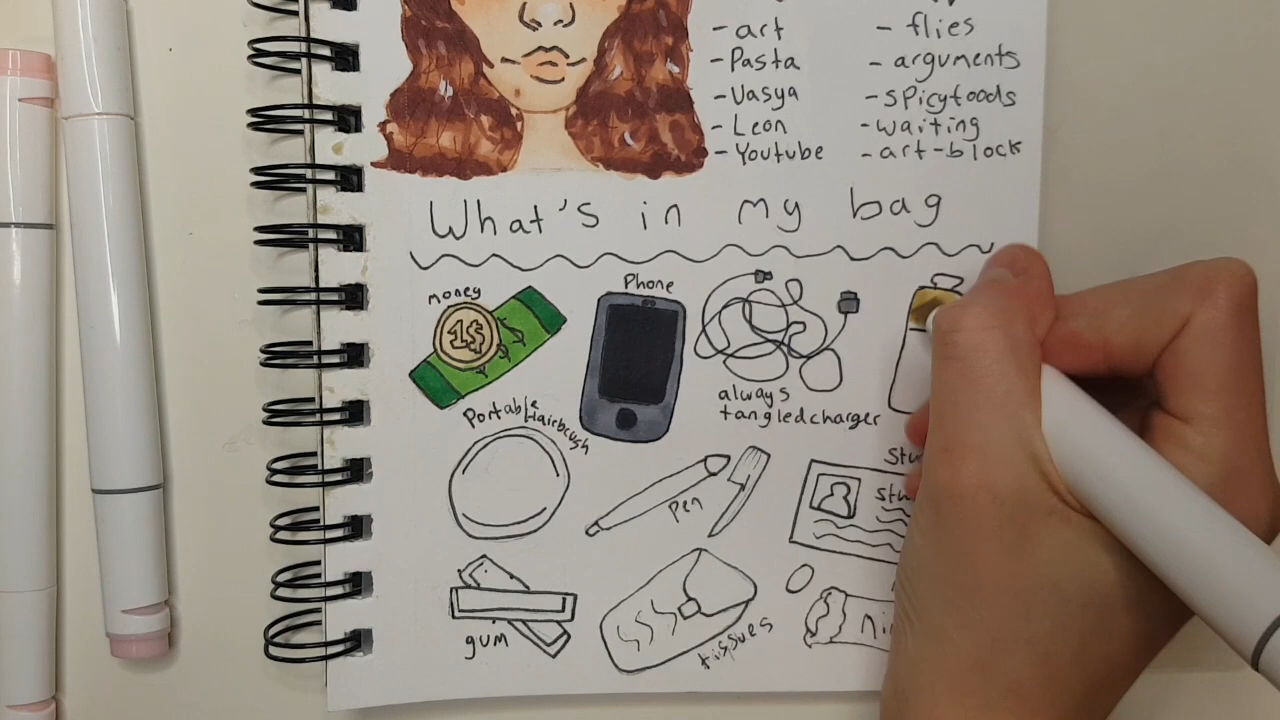 - art
- Pasta
- Vasya
- Leon
- Youtube
- flies
- arguments
- spicyfoods
- waiting
- art-block
What's in my bag
money
1$
Phone
always
tangledcharger
Portable
Hairbrush
pen
gum
tissues